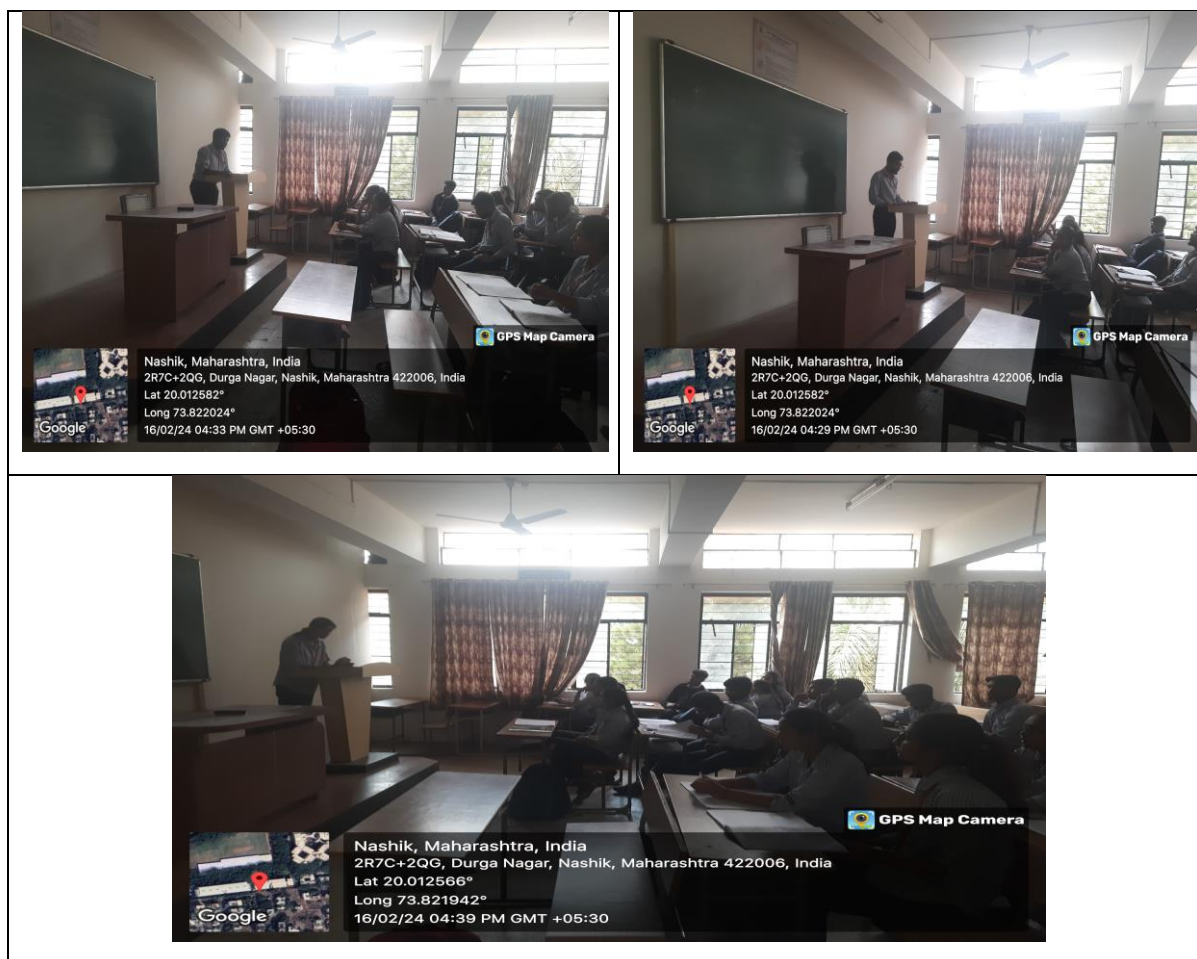 GPS Map Camera
Nashik, Maharashtra, India
2R7C+2QG, Durga Nagar, Nashik, Maharashtra 422006, India
Lat 20.012582°
Long 73.822024°
16/02/24 04:33 PM GMT +05:30
Google
GPS Map Camera
Nashik, Maharashtra, India
2R7C+2QG, Durga Nagar, Nashik, Maharashtra 422006, India
Lat 20.012582°
Long 73.822024°
16/02/24 04:29 PM GMT +05:30
Google
GPS Map Camera
Nashik, Maharashtra, India
2R7C+2QG, Durga Nagar, Nashik, Maharashtra 422006, India
Lat 20.012566°
Long 73.821942°
16/02/24 04:39 PM GMT +05:30
Google